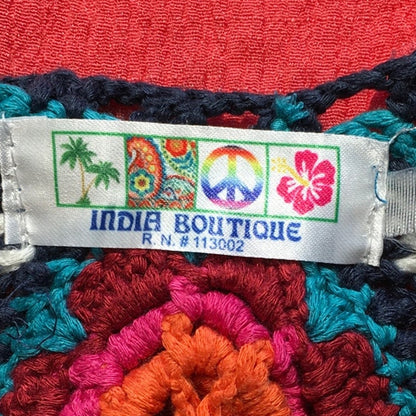 INDIA BOUTIQUE
R. N. # 113002